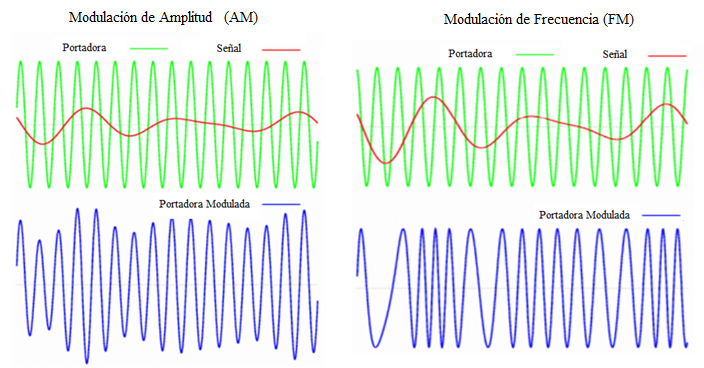 Modulación de Amplitud (AM)
Portadora Señal
Portadora Modulada
Modulación de Frecuencia (FM)
Portadora Señal
Portadora Modulada